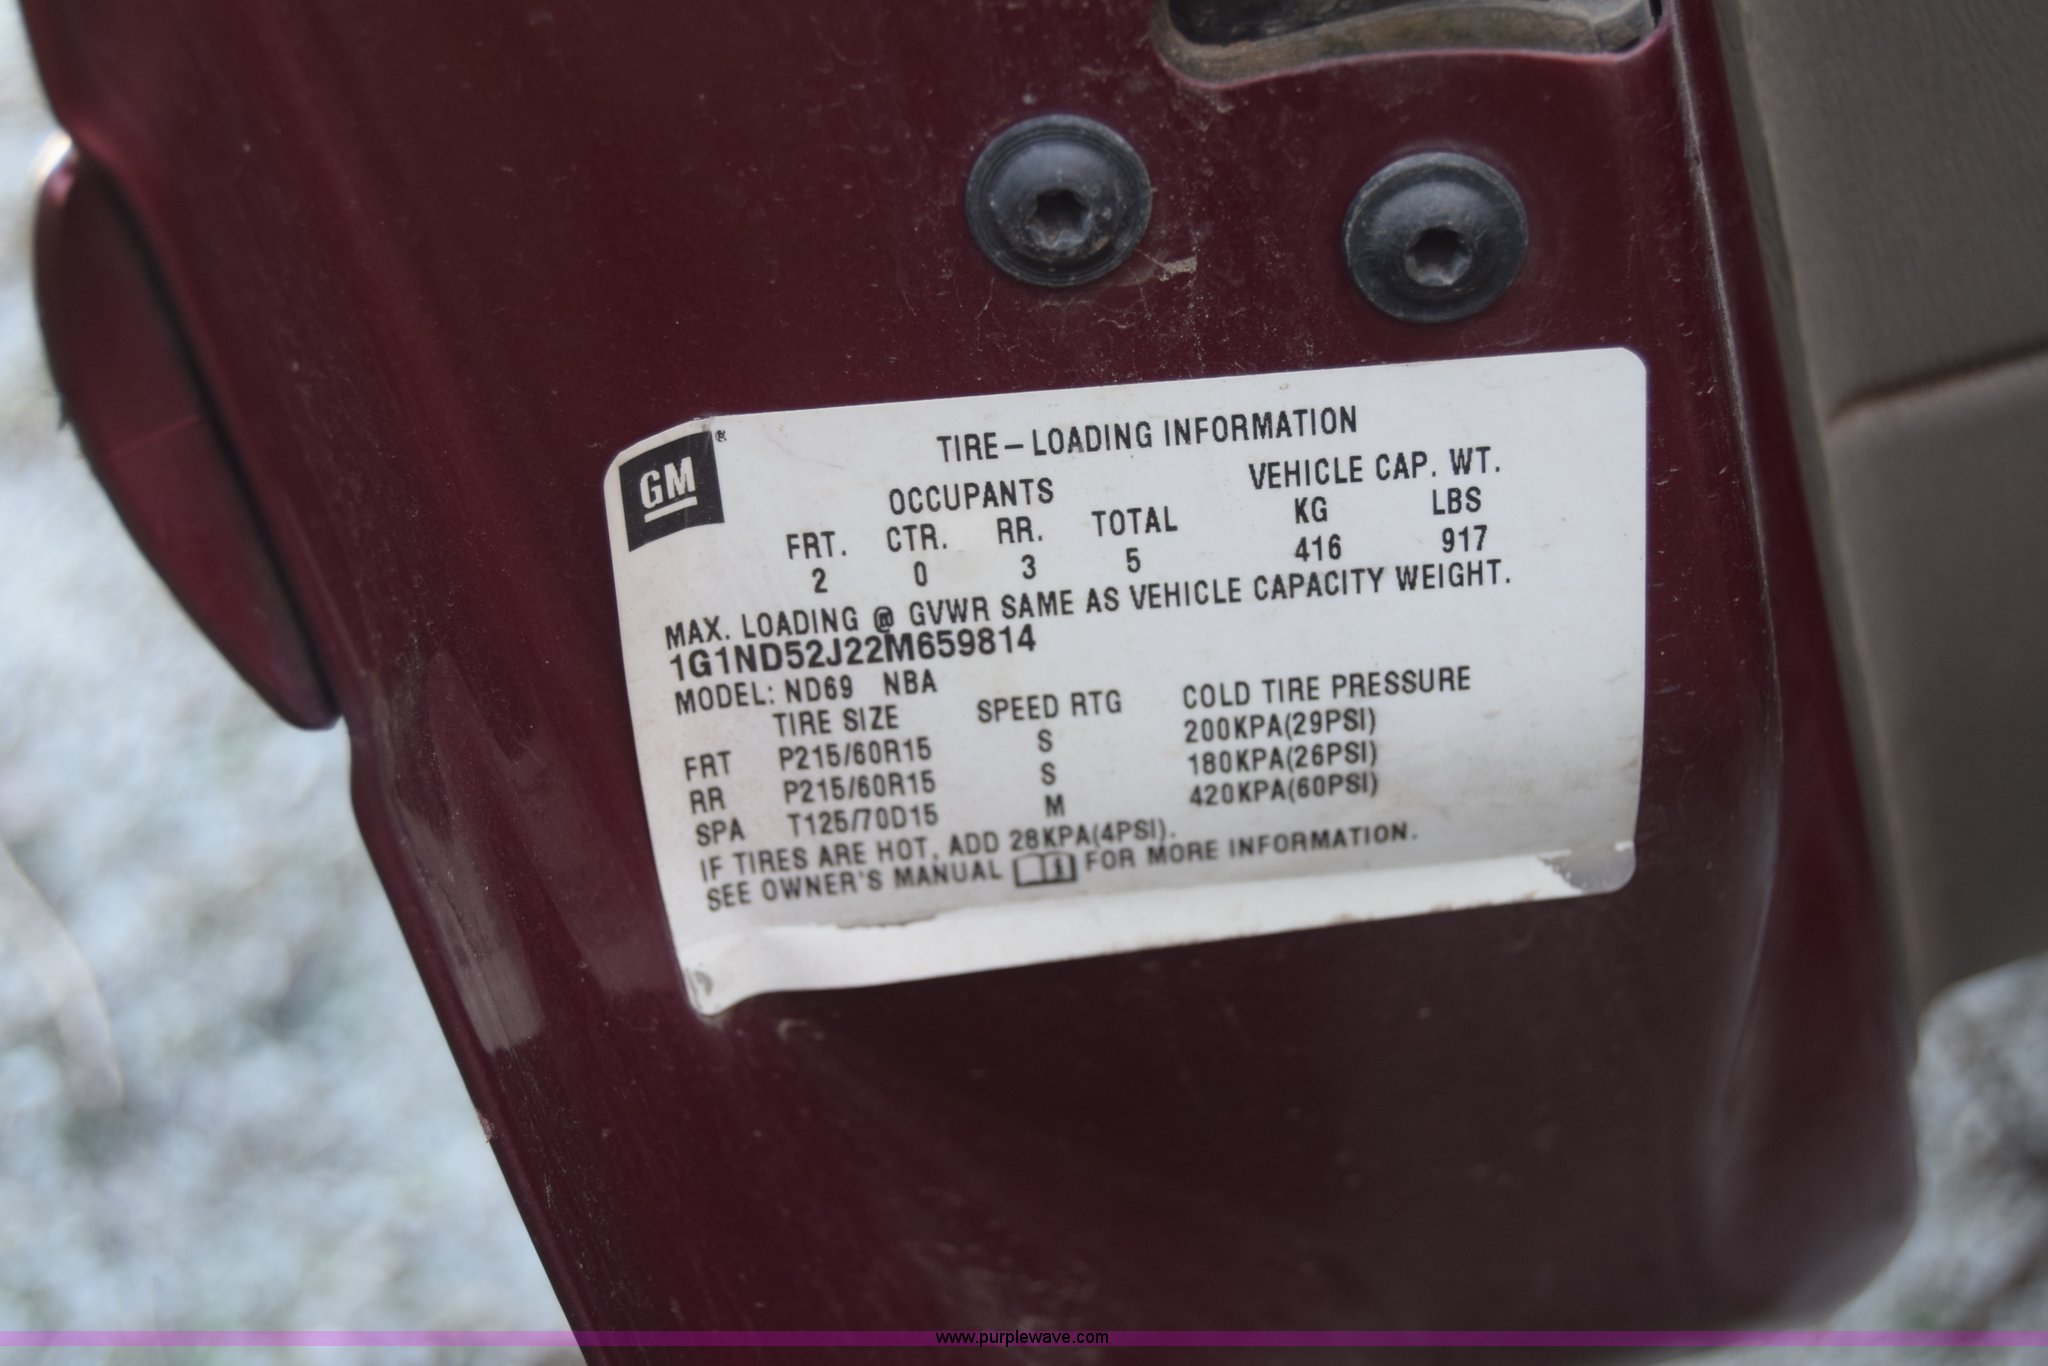 GM®
TIRE – LOADING INFORMATION
OCCUPANTS VEHICLE CAP. WT.
FRT. CTR. RR. TOTAL KG LBS
2 0 3 5 416 917
MAX. LOADING @ GVWR SAME AS VEHICLE CAPACITY WEIGHT.
1G1ND52J22M659814
MODEL: ND69 NBA
TIRE SIZE SPEED RTG COLD TIRE PRESSURE
FRT P215/60R15 S 200KPA(29PSI)
RR P215/60R15 S 180KPA(26PSI)
SPA T125/70D15 M 420KPA(60PSI)
IF TIRES ARE HOT, ADD 28KPA(4PSI).
SEE OWNER'S MANUAL FOR MORE INFORMATION.
www.purplewave.com